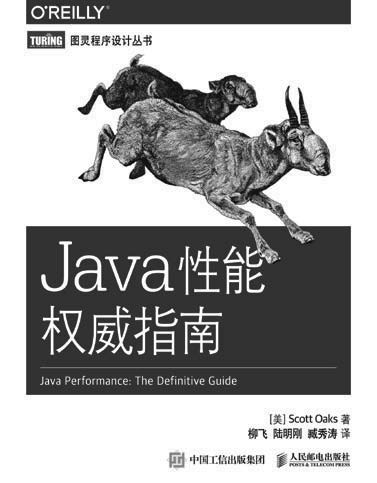 O'REILLY®
TURING 图灵程序设计丛书
Java性能
权威指南
Java Performance: The Definitive Guide
[美] Scott Oaks 著
柳飞 陆明刚 臧秀涛 译
中国工信出版集团
人民邮电出版社
POSTS & TELECOM PRESS